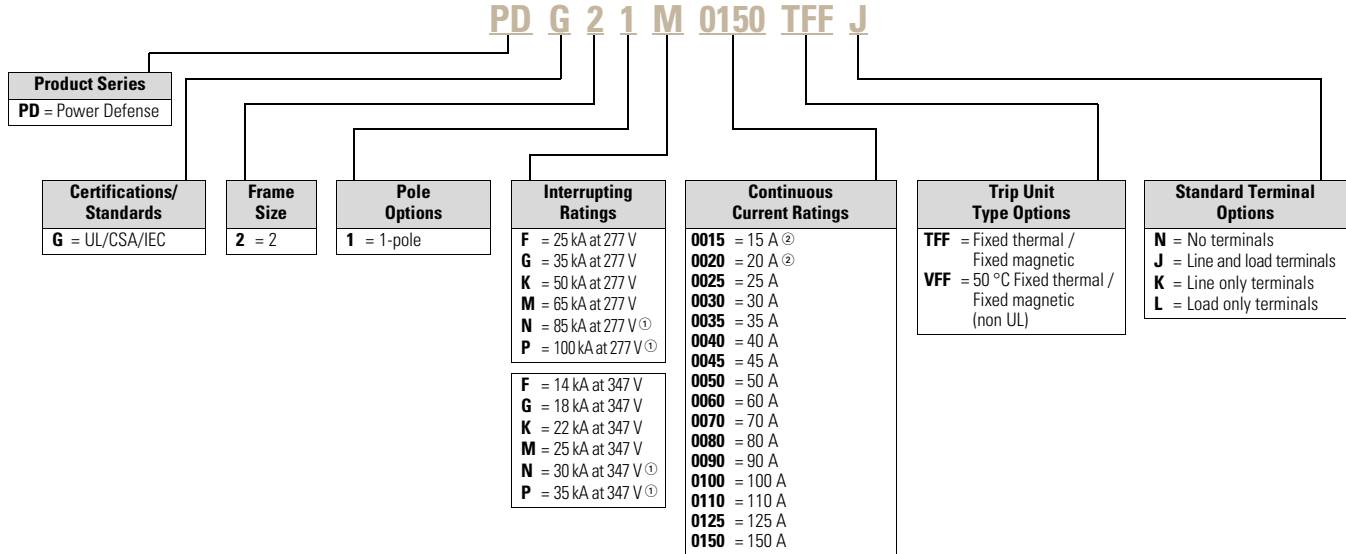 PD G 2 1 M 0150 TFF J
Product Series
PD = Power Defense
Certifications/
Standards
G = UL/CSA/IEC
Frame
Size
2 = 2
Pole
Options
1 = 1-pole
Interrupting
Ratings
F = 25 kA at 277 V
G = 35 kA at 277 V
K = 50 kA at 277 V
M = 65 kA at 277 V
N = 85 kA at 277 V ①
P = 100 kA at 277 V ①
F = 14 kA at 347 V
G = 18 kA at 347 V
K = 22 kA at 347 V
M = 25 kA at 347 V
N = 30 kA at 347 V ①
P = 35 kA at 347 V ①
Continuous
Current Ratings
0015 = 15 A ②
0020 = 20 A ②
0025 = 25 A
0030 = 30 A
0035 = 35 A
0040 = 40 A
0045 = 45 A
0050 = 50 A
0060 = 60 A
0070 = 70 A
0080 = 80 A
0090 = 90 A
0100 = 100 A
0110 = 110 A
0125 = 125 A
0150 = 150 A
Trip Unit
Type Options
TFF = Fixed thermal /
Fixed magnetic
VFF = 50 °C Fixed thermal /
Fixed magnetic
(non UL)
Standard Terminal
Options
N = No terminals
J = Line and load terminals
K = Line only terminals
L = Load only terminals